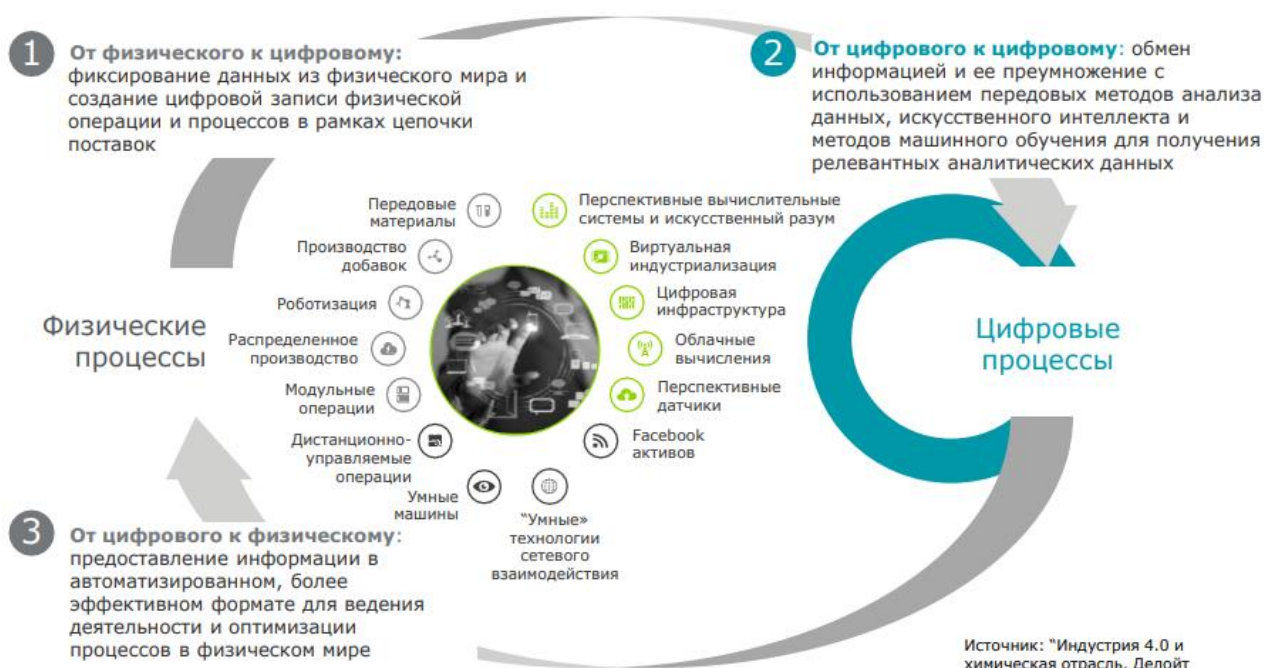 1
От физического к цифровому:
фиксирование данных из физического мира и
создание цифровой записи физической
операции и процессов в рамках цепочки
поставок
2
От цифрового к цифровому: обмен
информацией и ее преумножение с
использованием передовых методов анализа
данных, искусственного интеллекта и
методов машинного обучения для получения
релевантных аналитических данных
Физические
процессы
Передовые
материалы
Производство
добавок
Роботизация
Распределенное
производство
Модульные
операции
Дистанционно-
управляемые
операции
Умные
машины
"Умные»
технологии
сетевого
взаимодействия
Перспективные вычислительные
системы и искусственный разум
Виртуальная
индустриализация
Цифровая
инфраструктура
Облачные
вычисления
Перспективные
датчики
Facebook
активов
Цифровые
процессы
3
От цифрового к физическому:
предоставление информации в
автоматизированном, более
эффективном формате для ведения
деятельности и оптимизации
процессов в физическом мире
Источник: "Индустрия 4.0 и
химическая отрасль. Делойт